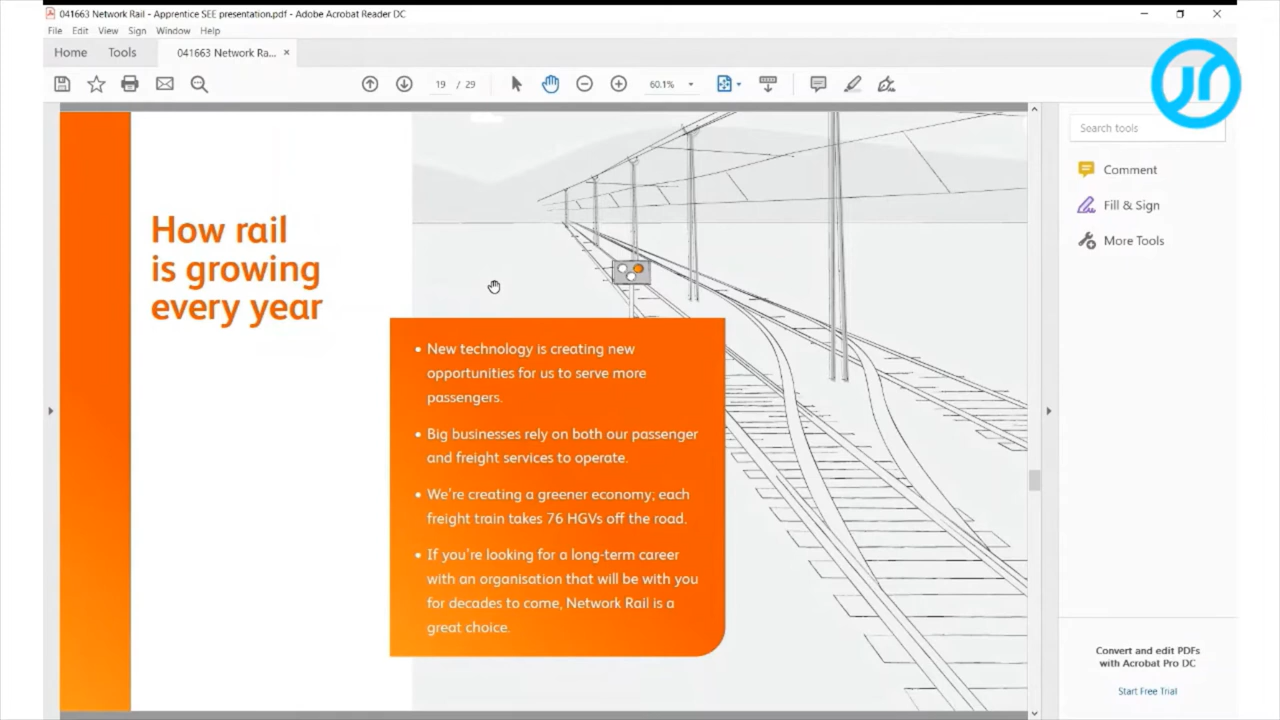 041663 Network Rail - Apprentice SEE presentation.pdf - Adobe Acrobat Reader DC
File Edit View Sign Window Help
Home Tools 041663 Network Ra... ×
19 / 29 60.1%
Search tools
Comment
Fill & Sign
More Tools
How rail
is growing
every year
• New technology is creating new
opportunities for us to serve more
passengers.
• Big businesses rely on both our passenger
and freight services to operate.
• We're creating a greener economy; each
freight train takes 76 HGVs off the road.
• If you're looking for a long-term career
with an organisation that will be with you
for decades to come, Network Rail is a
great choice.
Convert and edit PDFs
with Acrobat Pro DC
Start Free Trial